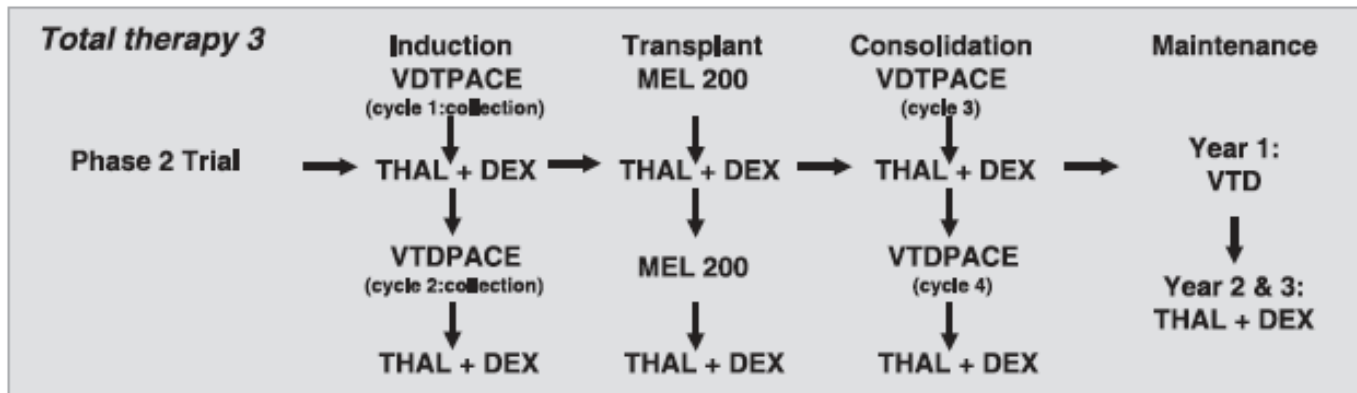 Total therapy 3
Induction
VDTPACE
(cycle 1:collection)
THAL + DEX
VTDPACE
(cycle 2:collection)
THAL + DEX
Transplant
MEL 200
THAL + DEX
MEL 200
THAL + DEX
Consolidation
VDTPACE
(cycle 3)
THAL + DEX
VTDPACE
(cycle 4)
THAL + DEX
Maintenance
Year 1:
VTD
Year 2 & 3:
THAL + DEX
Phase 2 Trial